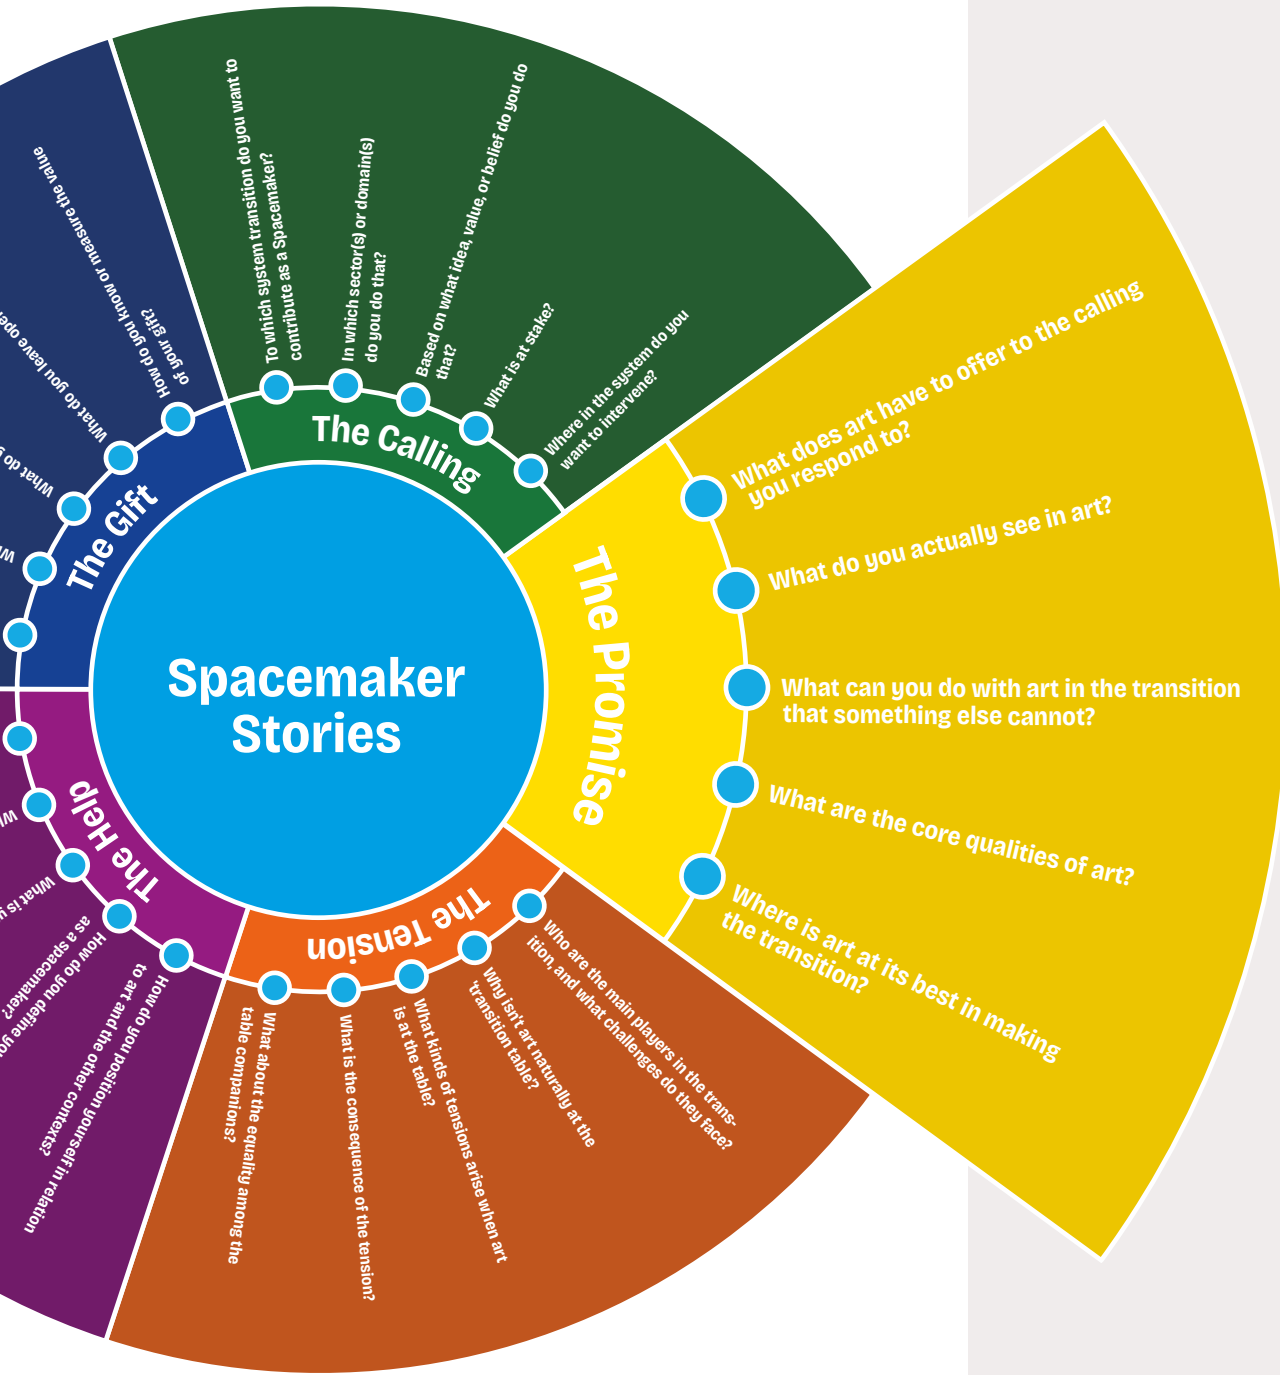 Spacemaker
Stories
The Calling
To which system transition do you want to
contribute as a Spacemaker?
In which sector(s) or domain(s)
do you do that?
Based on what idea, value, or belief do you do
that?
What is at stake?
Where in the system do you
want to intervene?
The Promise
What does art have to offer to the calling
you respond to?
What do you actually see in art?
What can you do with art in the transition
that something else cannot?
What are the core qualities of art?
Where is art at its best in making
the transition?
The Tension
Who are the main players in the trans-
ition, and what challenges do they face?
Why isn't art naturally at the
'transition table?
What kinds of tensions arise when art
is at the table?
What is the consequence of the tension?
What about the equality among the
table companions?
The Help
How do you position yourself in relation
to art and the other contexts?
How do you define you
as a spacemaker?
What is y
Wh
The Gift
What do y
What do you leave open
How do you know or measure the value
of your gift?